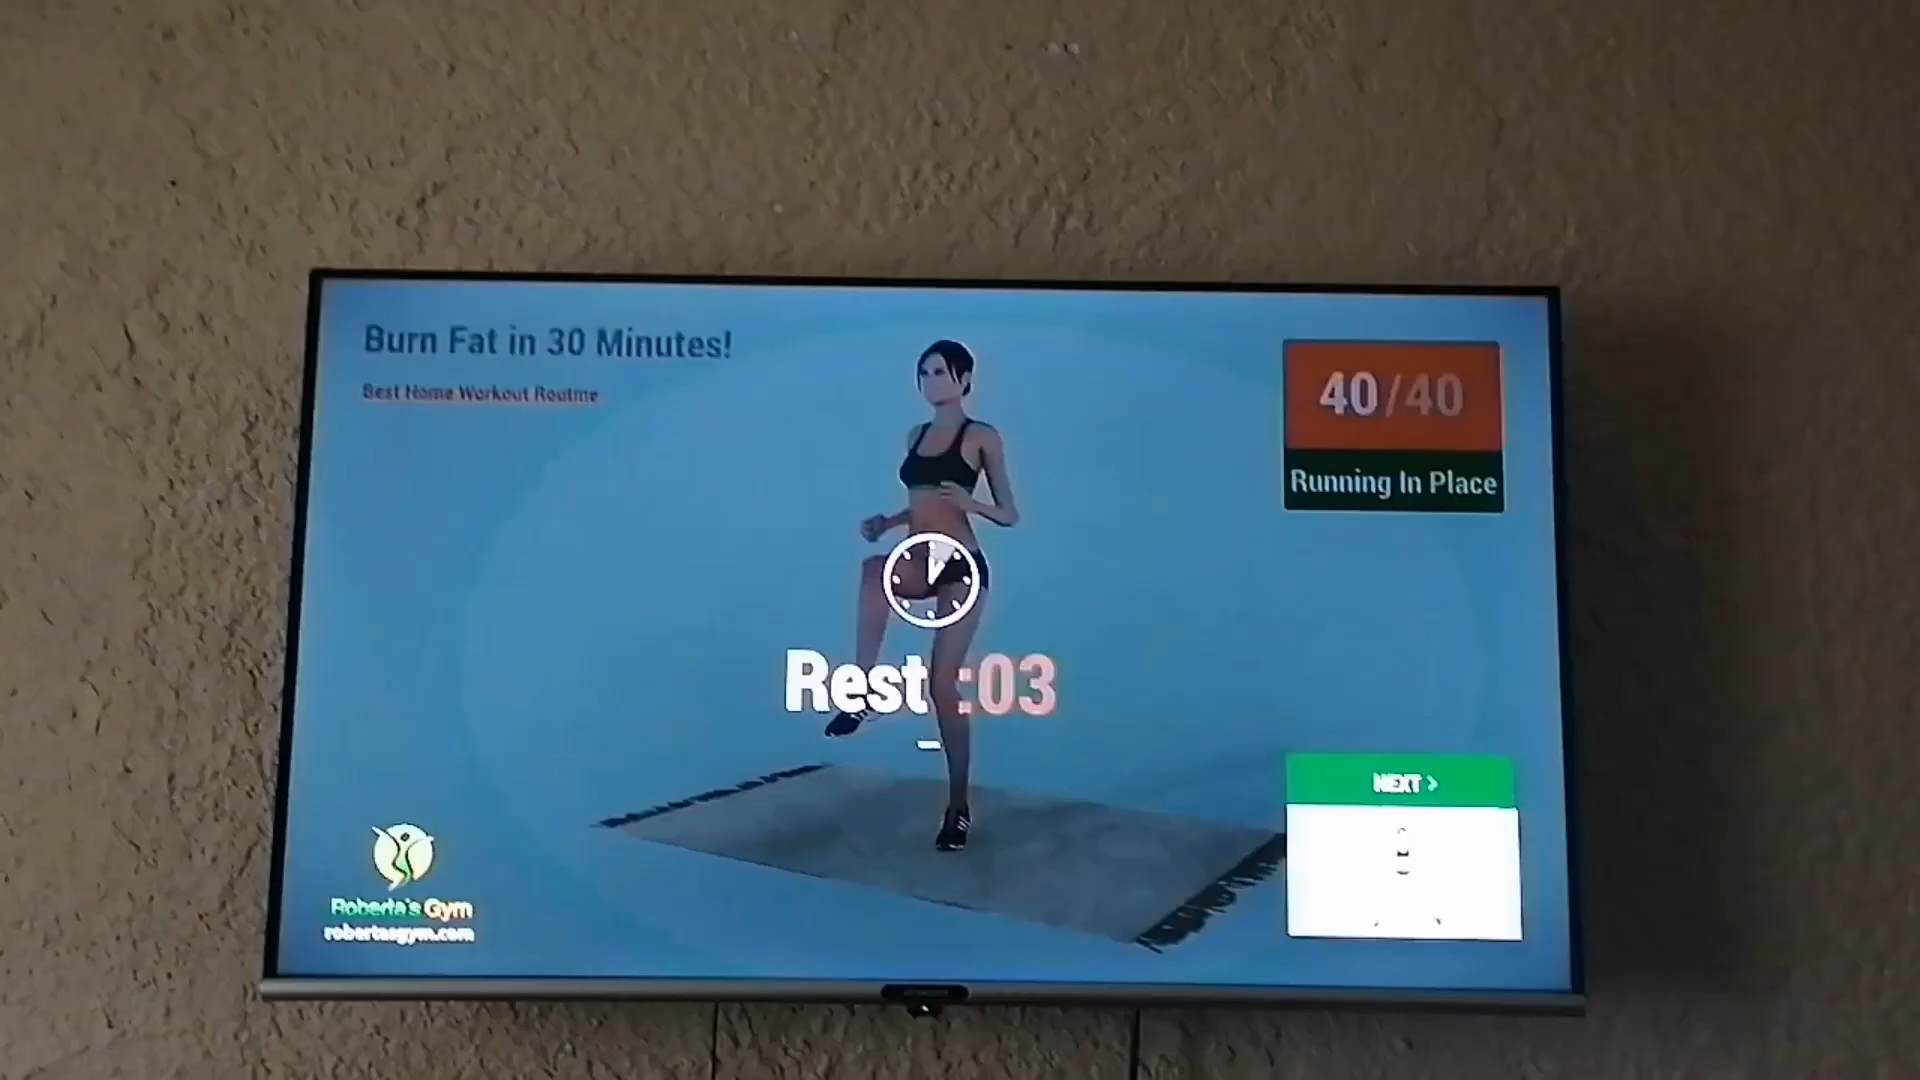 Burn Fat in 30 Minutes!
Best Home Workout Routine
40/40
Running In Place
Rest :03
NEXT >
Roberta's Gym
robertasgym.com